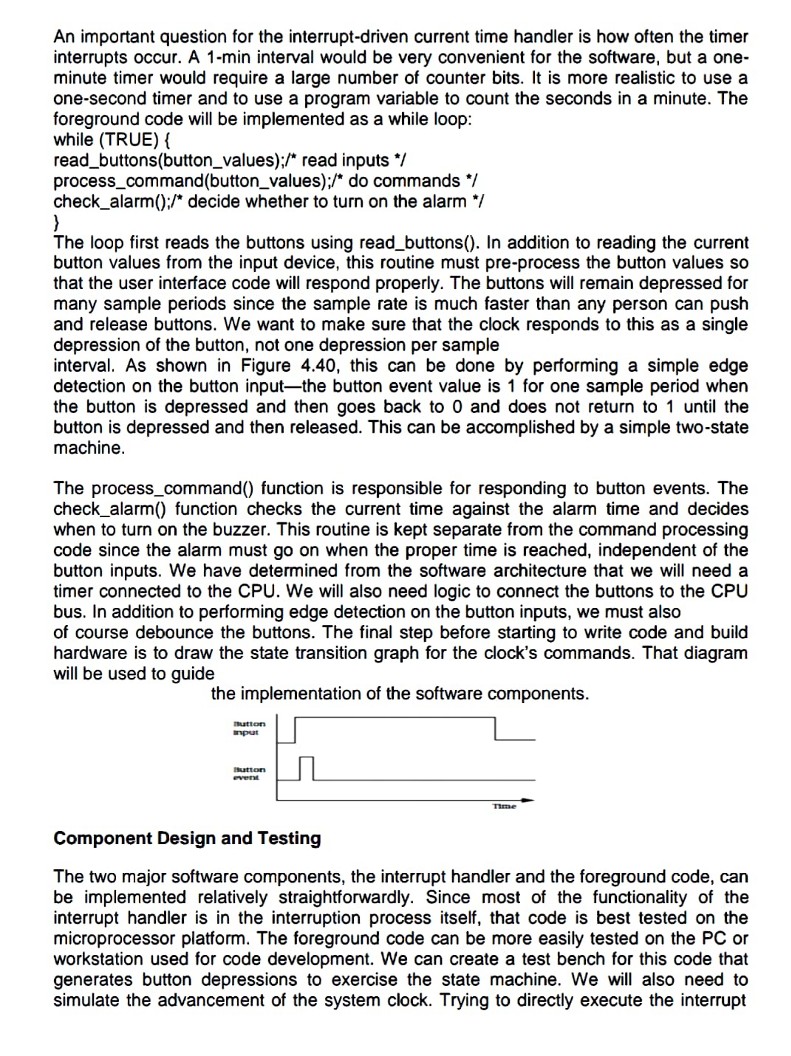 An important question for the interrupt-driven current time handler is how often the timer
interrupts occur. A 1-min interval would be very convenient for the software, but a one-
minute timer would require a large number of counter bits. It is more realistic to use a
one-second timer and to use a program variable to count the seconds in a minute. The
foreground code will be implemented as a while loop:
while (TRUE) {
read_buttons(button_values);/* read inputs */
process_command(button_values);/* do commands */
check_alarm();/* decide whether to turn on the alarm */
}
The loop first reads the buttons using read_buttons(). In addition to reading the current
button values from the input device, this routine must pre-process the button values so
that the user interface code will respond properly. The buttons will remain depressed for
many sample periods since the sample rate is much faster than any person can push
and release buttons. We want to make sure that the clock responds to this as a single
depression of the button, not one depression per sample
interval. As shown in Figure 4.40, this can be done by performing a simple edge
detection on the button input—the button event value is 1 for one sample period when
the button is depressed and then goes back to 0 and does not return to 1 until the
button is depressed and then released. This can be accomplished by a simple two-state
machine.
The process_command() function is responsible for responding to button events. The
check_alarm() function checks the current time against the alarm time and decides
when to turn on the buzzer. This routine is kept separate from the command processing
code since the alarm must go on when the proper time is reached, independent of the
button inputs. We have determined from the software architecture that we will need a
timer connected to the CPU. We will also need logic to connect the buttons to the CPU
bus. In addition to performing edge detection on the button inputs, we must also
of course debounce the buttons. The final step before starting to write code and build
hardware is to draw the state transition graph for the clock's commands. That diagram
will be used to guide
the implementation of the software components.
Button
input
Button
event
Time
Component Design and Testing
The two major software components, the interrupt handler and the foreground code, can
be implemented relatively straightforwardly. Since most of the functionality of the
interrupt handler is in the interruption process itself, that code is best tested on the
microprocessor platform. The foreground code can be more easily tested on the PC or
workstation used for code development. We can create a test bench for this code that
generates button depressions to exercise the state machine. We will also need to
simulate the advancement of the system clock. Trying to directly execute the interrupt